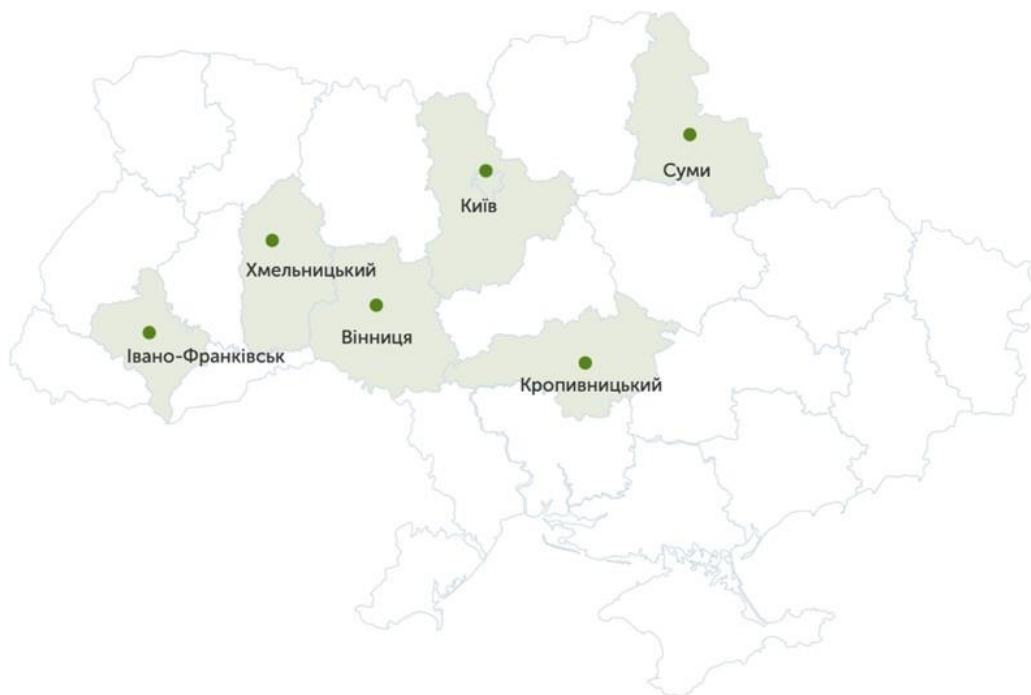 Суми
Київ
Хмельницький
Вінниця
Івано-Франківськ
Кропивницький